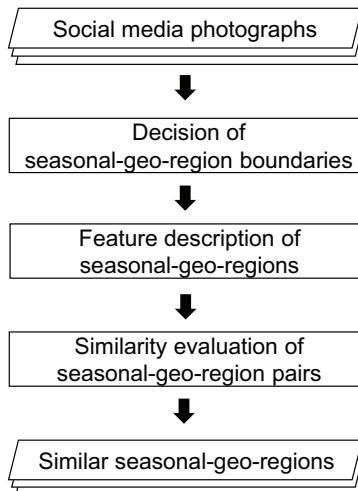 Social media photographs
Decision of
seasonal-geo-region boundaries
Feature description of
seasonal-geo-regions
Similarity evaluation of
seasonal-geo-region pairs
Similar seasonal-geo-regions